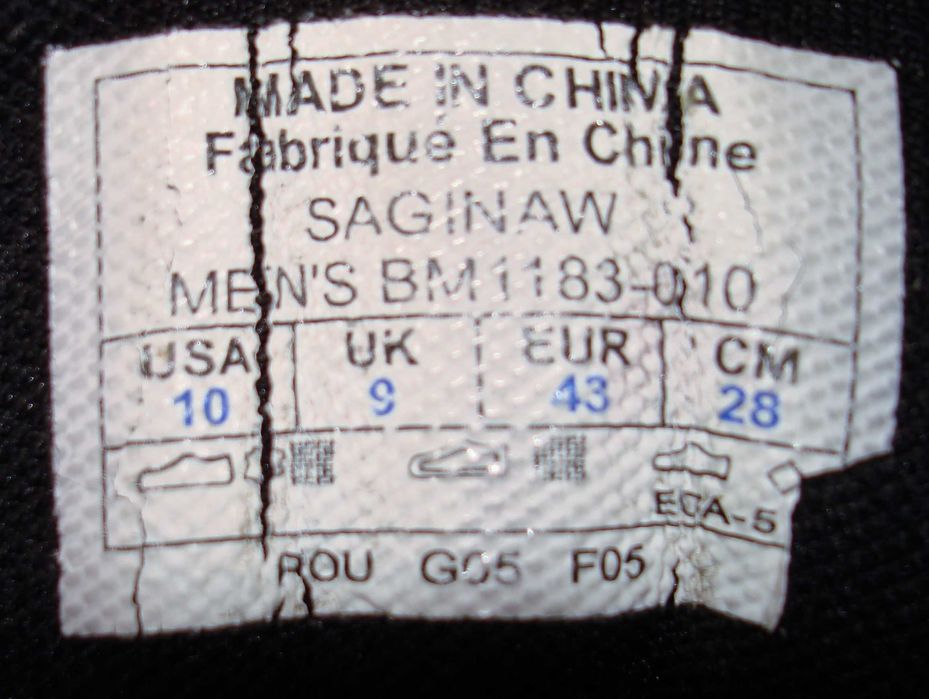 MADE IN CHINA
Fabriqué En Chine
SAGINAW
MEN'S BM1183-010
USA UK EUR CM
10 9 43 28
ECA-5
ROU G05 F05